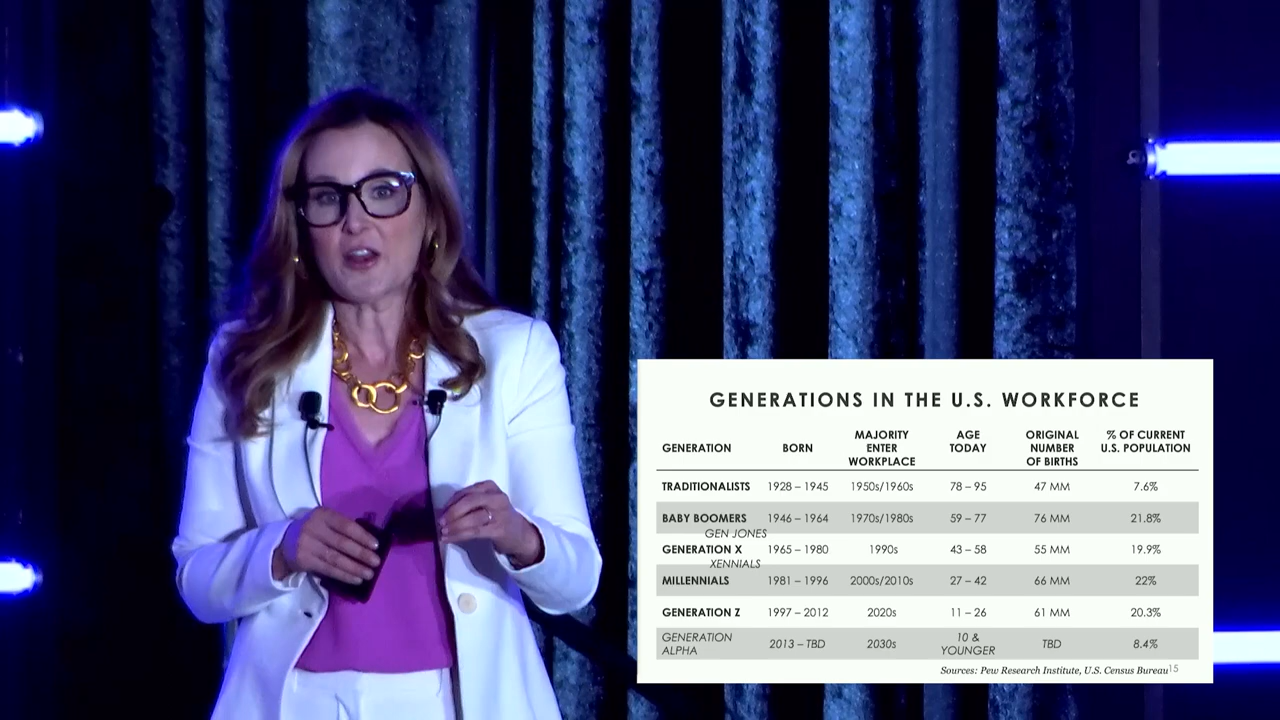 GENERATIONS IN THE U.S. WORKFORCE
GENERATION BORN MAJORITY ENTER WORKPLACE AGE TODAY ORIGINAL NUMBER OF BIRTHS % OF CURRENT U.S. POPULATION
TRADITIONALISTS 1928 – 1945 1950s/1960s 78 – 95 47 MM 7.6%
BABY BOOMERS 1946 – 1964 1970s/1980s 59 – 77 76 MM 21.8%
GEN JONES
GENERATION X 1965 – 1980 1990s 43 – 58 55 MM 19.9%
XENNIALS
MILLENNIALS 1981 – 1996 2000s/2010s 27 – 42 66 MM 22%
GENERATION Z 1997 – 2012 2020s 11 – 26 61 MM 20.3%
GENERATION ALPHA 2013 – TBD 2030s 10 & YOUNGER TBD 8.4%
Sources: Pew Research Institute, U.S. Census Bureau 15